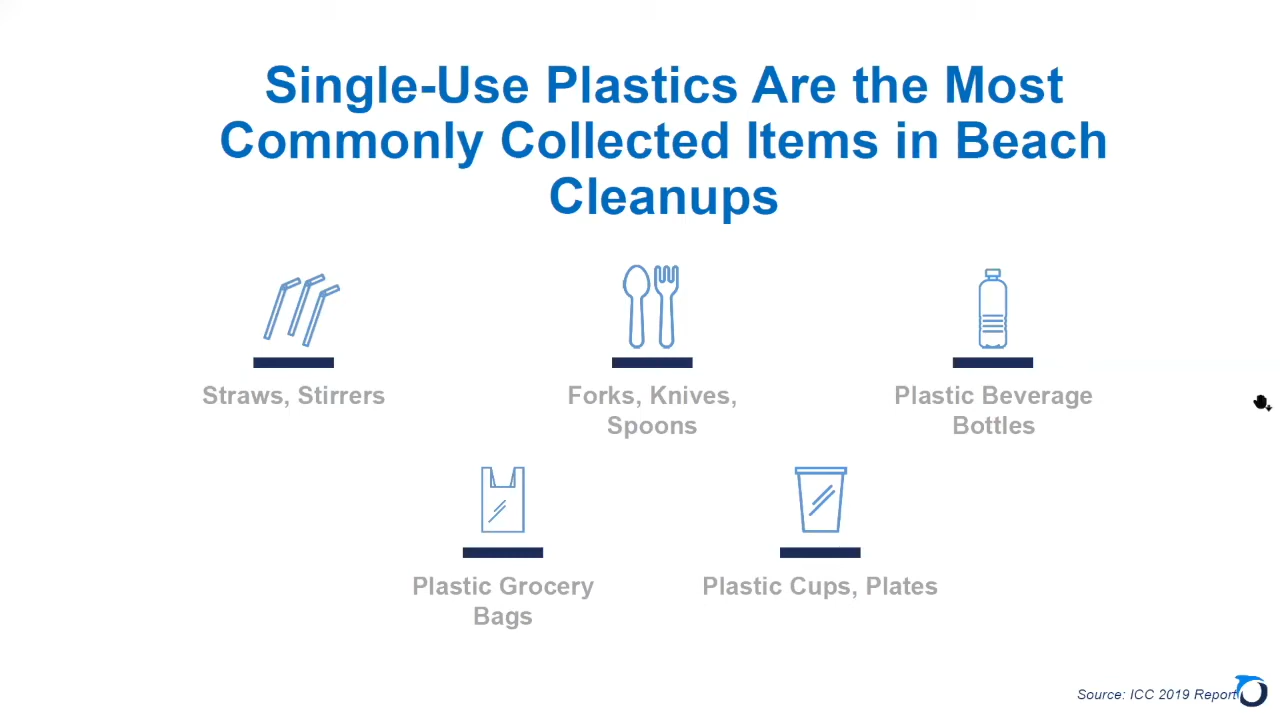 Single-Use Plastics Are the Most
Commonly Collected Items in Beach
Cleanups
Straws, Stirrers
Forks, Knives,
Spoons
Plastic Beverage
Bottles
Plastic Grocery
Bags
Plastic Cups, Plates
Source: ICC 2019 Report